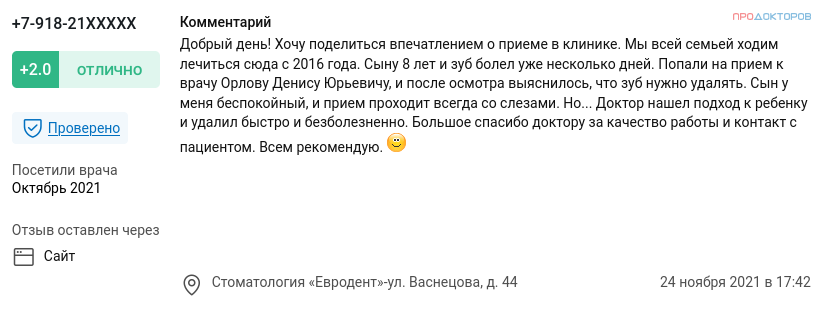 +7-918-21XXXXX
+2.0 ОТЛИЧНО
Проверено
Посетили врача
Октябрь 2021
Отзыв оставлен через
Сайт
Комментарий
ПРОДОКТОРОВ
Добрый день! Хочу поделиться впечатлением о приеме в клинике. Мы всей семьей ходим
лечиться сюда с 2016 года. Сыну 8 лет и зуб болел уже несколько дней. Попали на прием к
врачу Орлову Денису Юрьевичу, и после осмотра выяснилось, что зуб нужно удалять. Сын у
меня беспокойный, и прием проходит всегда со слезами. Но... Доктор нашел подход к ребенку
и удалил быстро и безболезненно. Большое спасибо доктору за качество работы и контакт с
пациентом. Всем рекомендую.
Стоматология «Евродент»-ул. Васнецова, д. 44
24 ноября 2021 в 17:42